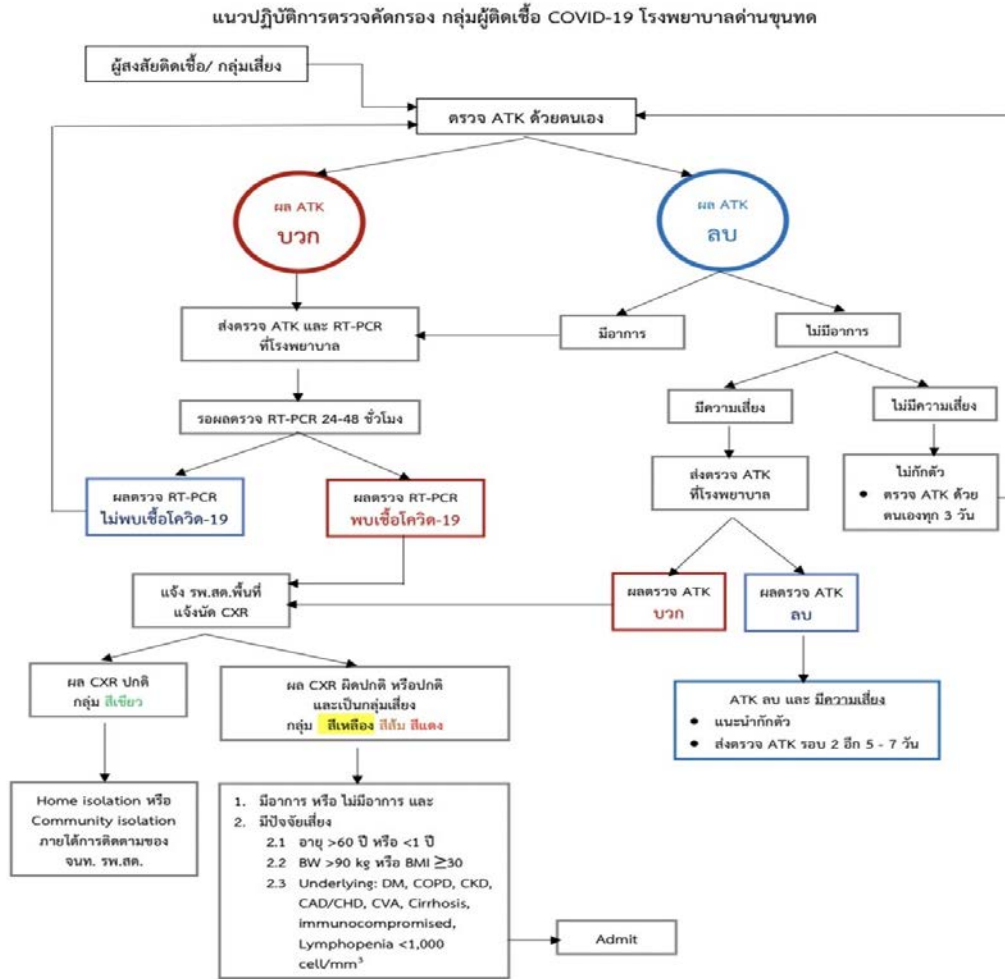 แนวปฏิบัติการตรวจคัดกรอง กลุ่มผู้ติดเชื้อ COVID-19 โรงพยาบาลด่านขุนทด
ผู้สงสัยติดเชื้อ/ กลุ่มเสี่ยง
ตรวจ ATK ด้วยตนเอง
ผล ATK
บวก
ผล ATK
ลบ
ส่งตรวจ ATK และ RT-PCR
ที่โรงพยาบาล
มีอาการ
ไม่มีอาการ
รอผลตรวจ RT-PCR 24-48 ชั่วโมง
มีความเสี่ยง
ไม่มีความเสี่ยง
ผลตรวจ RT-PCR
ไม่พบเชื้อโควิด-19
ผลตรวจ RT-PCR
พบเชื้อโควิด-19
ส่งตรวจ ATK
ที่โรงพยาบาล
ไม่กักตัว
● ตรวจ ATK ด้วย
ตนเองทุก 3 วัน
แจ้ง รพ.สต.พื้นที่
แจ้งนัด CXR
ผลตรวจ ATK
บวก
ผลตรวจ ATK
ลบ
ผล CXR ปกติ
กลุ่ม สีเขียว
ผล CXR ผิดปกติ หรือปกติ
และเป็นกลุ่มเสี่ยง
กลุ่ม สีเหลือง สีส้ม สีแดง
ATK ลบ และ มีความเสี่ยง
● แนะนำกักตัว
● ส่งตรวจ ATK รอบ 2 อีก 5 - 7 วัน
Home isolation หรือ
Community isolation
ภายใต้การติดตามของ
จนท. รพ.สต.
1. มีอาการ หรือ ไม่มีอาการ และ
2. มีปัจจัยเสี่ยง
2.1 อายุ >60 ปี หรือ <1 ปี
2.2 BW >90 kg หรือ BMI ≥30
2.3 Underlying: DM, COPD, CKD,
CAD/CHD, CVA, Cirrhosis,
immunocompromised,
Lymphopenia <1,000
cell/mm³
Admit